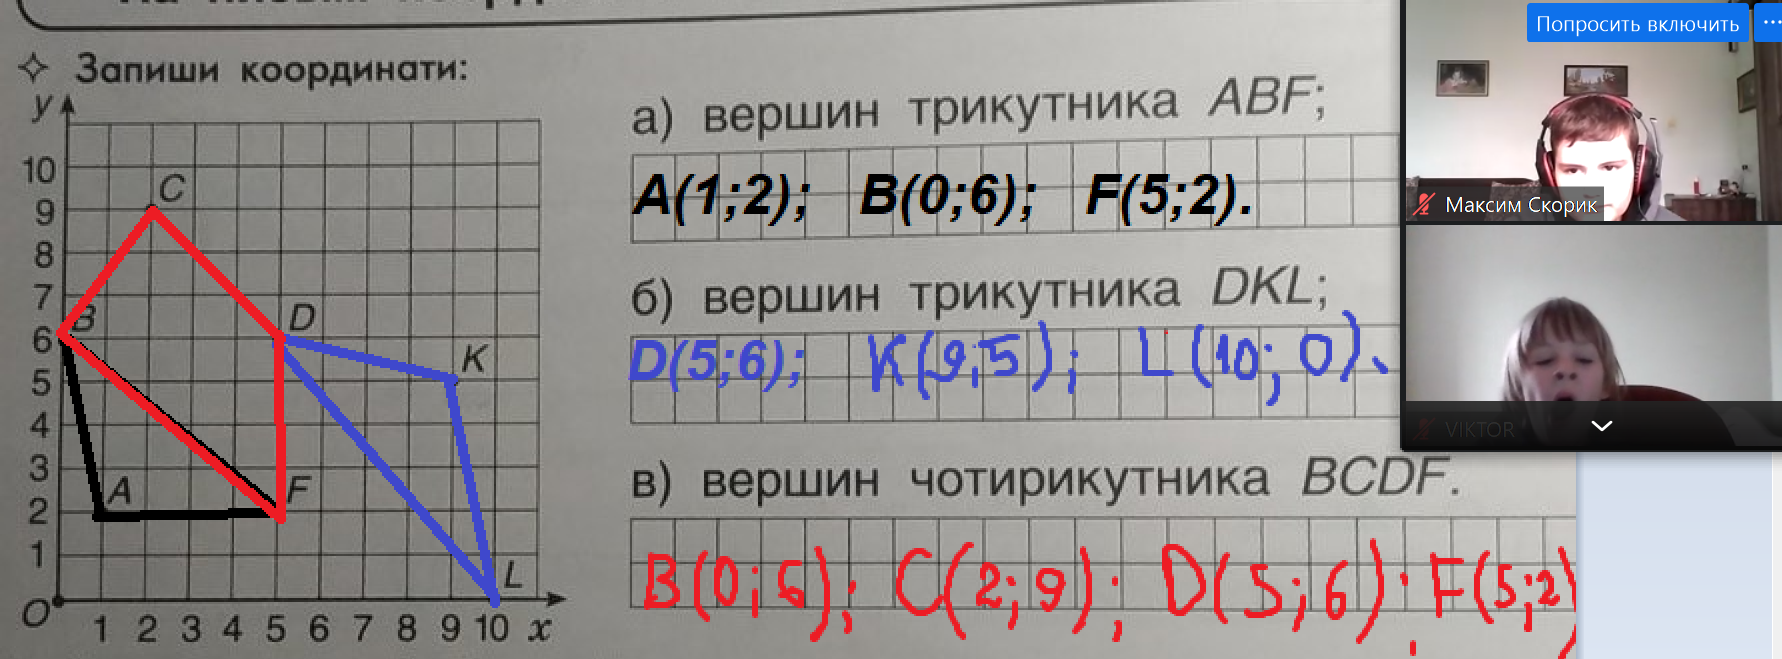 Запиши координати:
y
10
9
8
7
6
5
4
3
2
1
O
1 2 3 4 5 6 7 8 9 10 x
C
B
D
K
A
F
L
а) вершин трикутника ABF;
A(1;2); B(0;6); F(5;2).
б) вершин трикутника DKL;
D(5;6); K(9;5); L(10;0).
в) вершин чотирикутника BCDF.
B(0;6); C(2;9); D(5;6); F(5;2)
Попросить включить
Максим Скорик
VIKTOR